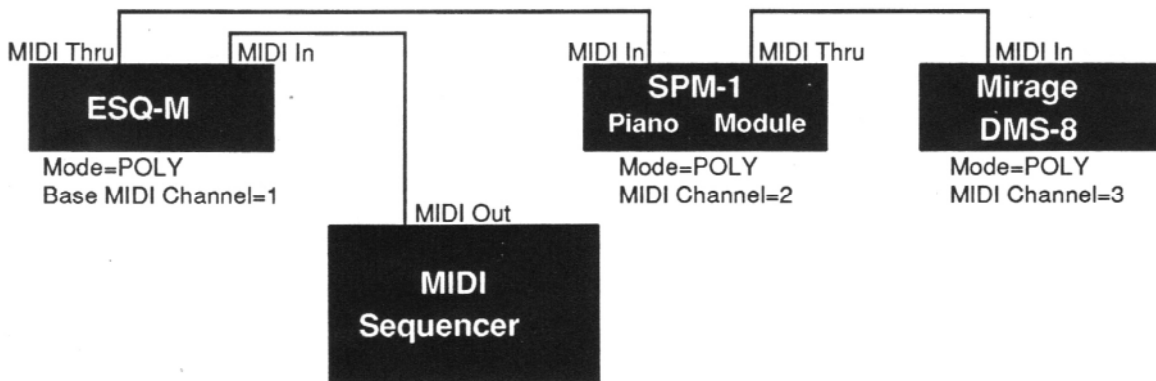 MIDI Thru
MIDI In
MIDI In
MIDI Thru
MIDI In
ESQ-M
SPM-1
Piano Module
Mirage
DMS-8
Mode=POLY
Base MIDI Channel=1
Mode=POLY
MIDI Channel=2
Mode=POLY
MIDI Channel=3
MIDI Out
MIDI
Sequencer